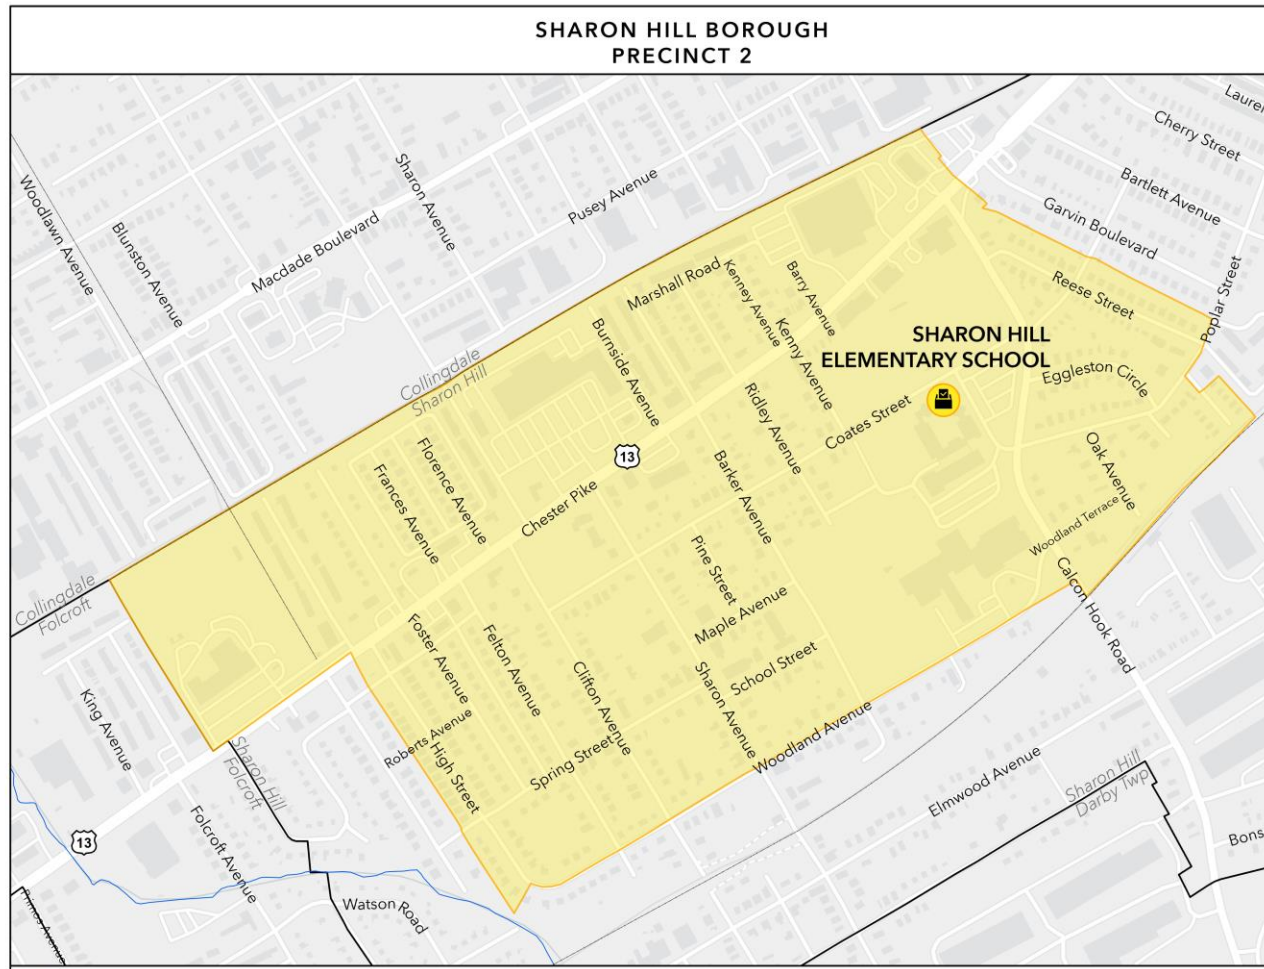 SHARON HILL BOROUGH
PRECINCT 2
Cherry Street
Bartlett Avenue
Garvin Boulevard
Sharon Avenue
Pusey Avenue
Woodlawn Avenue
Blunston Avenue
Macdade Boulevard
Marshall Road
Kenney Avenue
Barry Avenue
Reese Street
Poplar Street
Burnside Avenue
Kenny Avenue
SHARON HILL
ELEMENTARY SCHOOL
Collingdale
Sharon Hill
Eggleston Circle
Ridley Avenue
Coates Street
Florence Avenue
Frances Avenue
13
Barker Avenue
Oak Avenue
Chester Pike
Woodland Terrace
Pine Street
Collingdale
Folcroft
Maple Avenue
Calcon Hook Road
Foster Avenue
Felton Avenue
School Street
Clifton Avenue
Sharon Avenue
King Avenue
Roberts Avenue
High Street
Spring Street
Woodland Avenue
Sharon Hill
Folcroft
Elmwood Avenue
Sharon Hill
Darby Twp
13
Folcroft Avenue
Primos Avenue
Watson Road